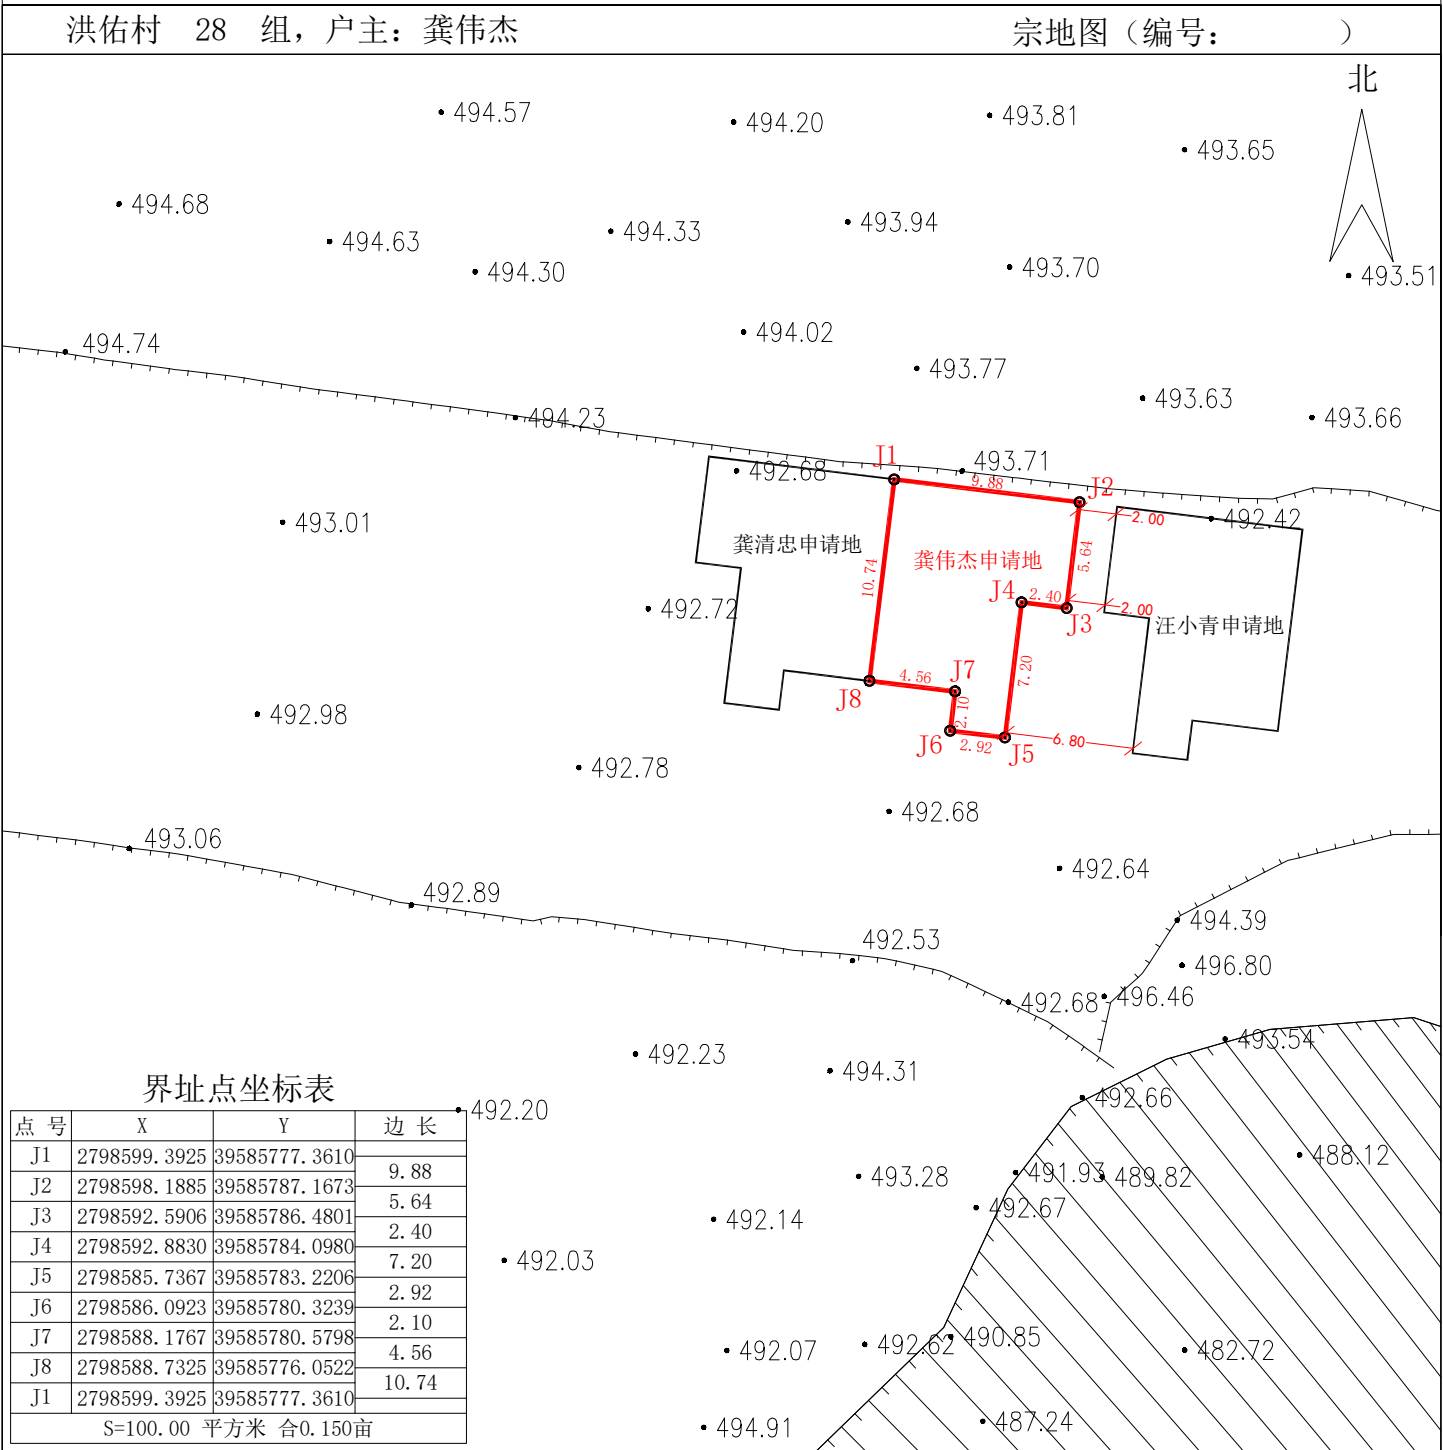 洪佑村 28 组，户主：龚伟杰
宗地图（编号： ）
北
494.57
494.20
493.81
493.65
494.68
494.63
494.33
493.94
494.30
493.70
493.51
494.74
494.02
493.77
493.63
494.23
493.66
J1
493.71
492.68
9.88
J2
2.00
492.42
493.01
龚清忠申请地
龚伟杰申请地
5.64
10.74
J4
2.40
2.00
492.72
J3
汪小青申请地
7.20
4.56
J7
J8
2.10
492.98
J6
2.92
J5
6.80
492.78
492.68
493.06
492.64
492.89
494.39
492.53
496.80
492.68
496.46
493.54
492.23
494.31
492.66
492.20
488.12
493.28
491.93
489.82
492.14
492.67
492.03
492.07
492.62
490.85
482.72
494.91
487.24
界址点坐标表
点 号 X Y 边 长
J1 2798599.3925 39585777.3610
9.88
J2 2798598.1885 39585787.1673
5.64
J3 2798592.5906 39585786.4801
2.40
J4 2798592.8830 39585784.0980
7.20
J5 2798585.7367 39585783.2206
2.92
J6 2798586.0923 39585780.3239
2.10
J7 2798588.1767 39585780.5798
4.56
J8 2798588.7325 39585776.0522
10.74
J1 2798599.3925 39585777.3610
S=100.00 平方米 合0.150亩